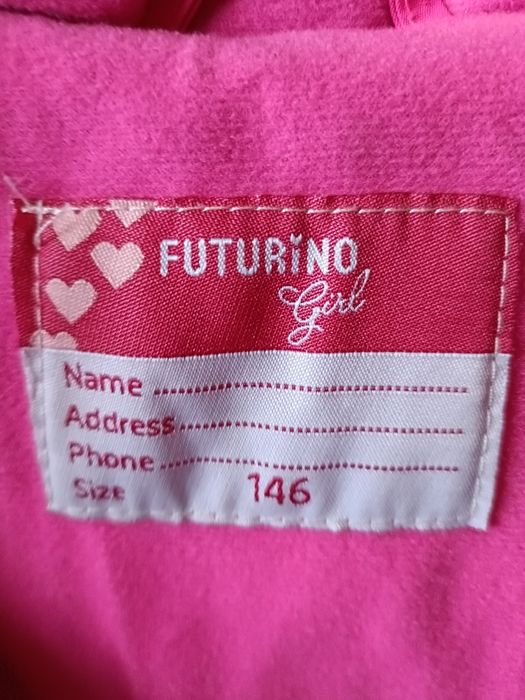 FUTURiNO
Girl
Name ..............................
Address ..............................
Phone ..............................
Size 146